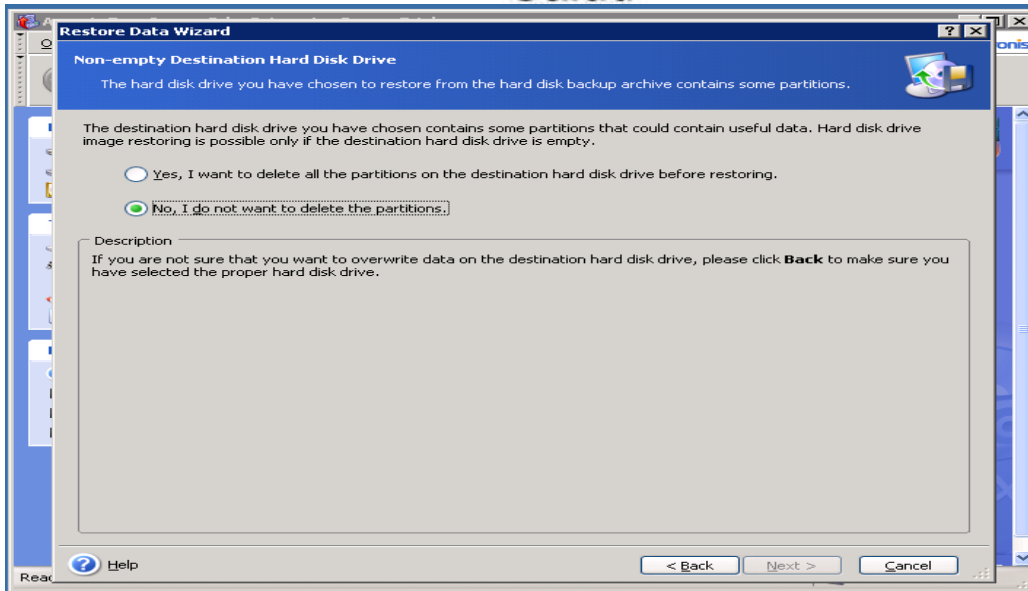 Restore Data Wizard
Non-empty Destination Hard Disk Drive
The hard disk drive you have chosen to restore from the hard disk backup archive contains some partitions.
The destination hard disk drive you have chosen contains some partitions that could contain useful data. Hard disk drive
image restoring is possible only if the destination hard disk drive is empty.
Yes, I want to delete all the partitions on the destination hard disk drive before restoring.
No, I do not want to delete the partitions.
Description
If you are not sure that you want to overwrite data on the destination hard disk drive, please click Back to make sure you
have selected the proper hard disk drive.
Help
< Back
Next >
Cancel